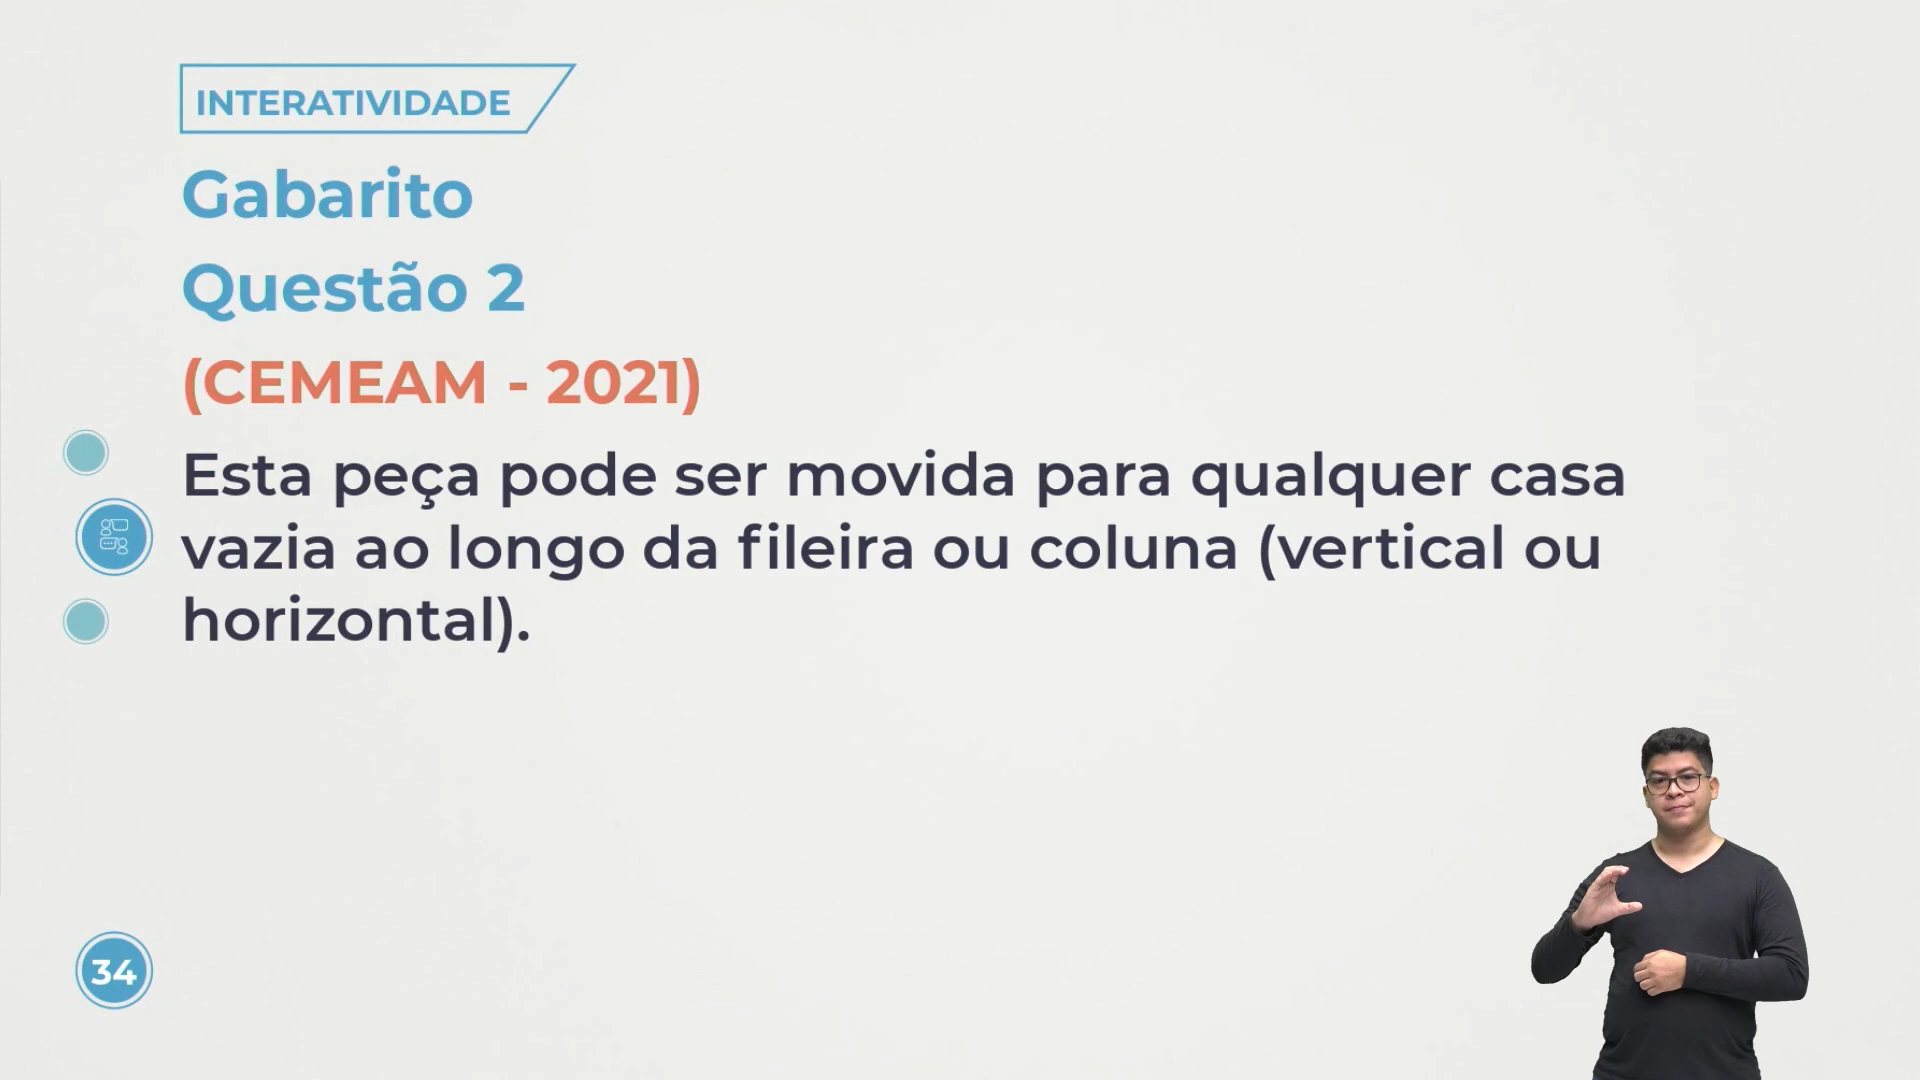 INTERATIVIDADE
Gabarito
Questão 2
(CEMEAM - 2021)
Esta peça pode ser movida para qualquer casa
vazia ao longo da fileira ou coluna (vertical ou
horizontal).
34